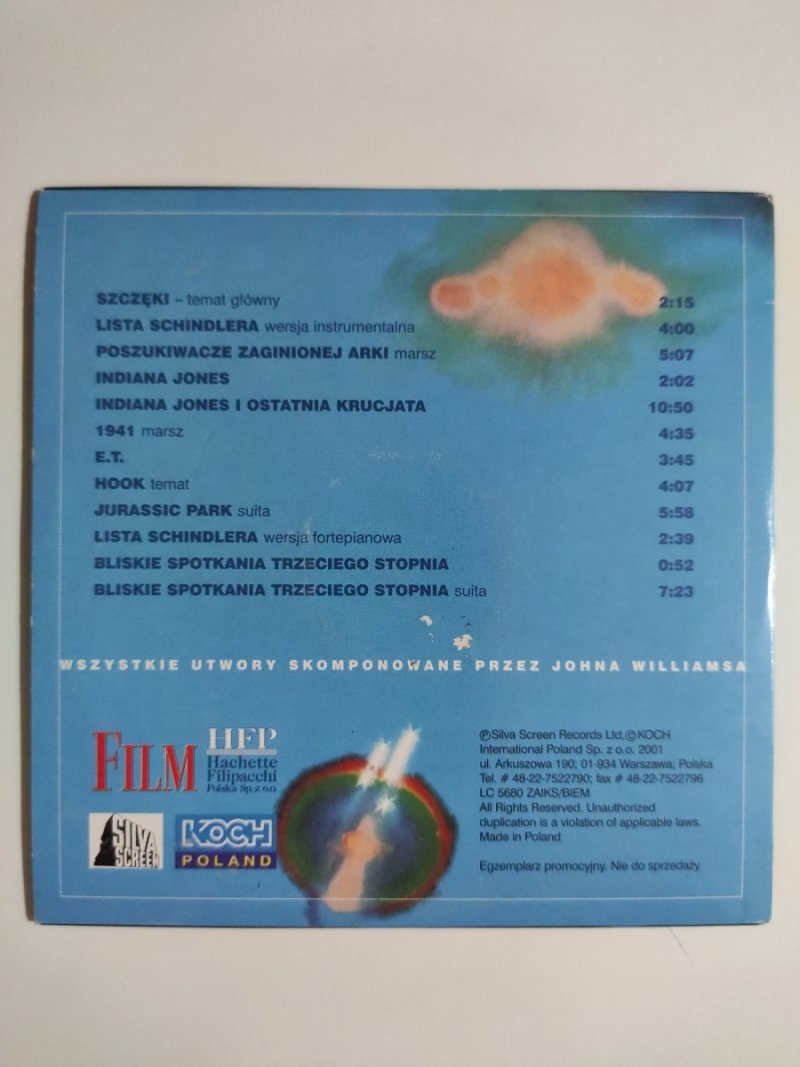 SZCZĘKI – temat główny 2:15
LISTA SCHINDLERA wersja instrumentalna 4:00
POSZUKIWACZE ZAGINIONEJ ARKI marsz 5:07
INDIANA JONES 2:02
INDIANA JONES I OSTATNIA KRUCJATA 10:50
1941 marsz 4:35
E.T. 3:45
HOOK temat 4:07
JURASSIC PARK suita 5:58
LISTA SCHINDLERA wersja fortepianowa 2:39
BLISKIE SPOTKANIA TRZECIEGO STOPNIA 0:52
BLISKIE SPOTKANIA TRZECIEGO STOPNIA suita 7:23
WSZYSTKIE UTWORY SKOMPONOWANE PRZEZ JOHNA WILLIAMSA
FILM
HFP
Hachette
Filipacchi
Polska Sp. z o.o.
SILVA
SCREEN
KOCH
POLAND
ⓅSilva Screen Records Ltd,©KOCH
International Poland Sp. z o.o. 2001
ul. Arkuszowa 190; 01-934 Warszawa; Polska
Tel. # 48-22-7522790; fax # 48-22-7522796
LC 5680 ZAIKS/BIEM
All Rights Reserved. Unauthorized
duplication is a violation of applicable laws.
Made in Poland
Egzemplarz promocyjny. Nie do sprzedaży